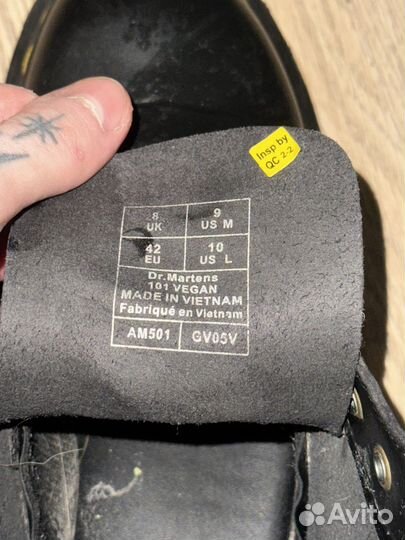 Insp by
QC 2-2
8 9
UK US M
42 10
EU US L
Dr.Martens
101 VEGAN
MADE IN VIETNAM
Fabriqué en Vietnam
AM501 GV05V
Avito